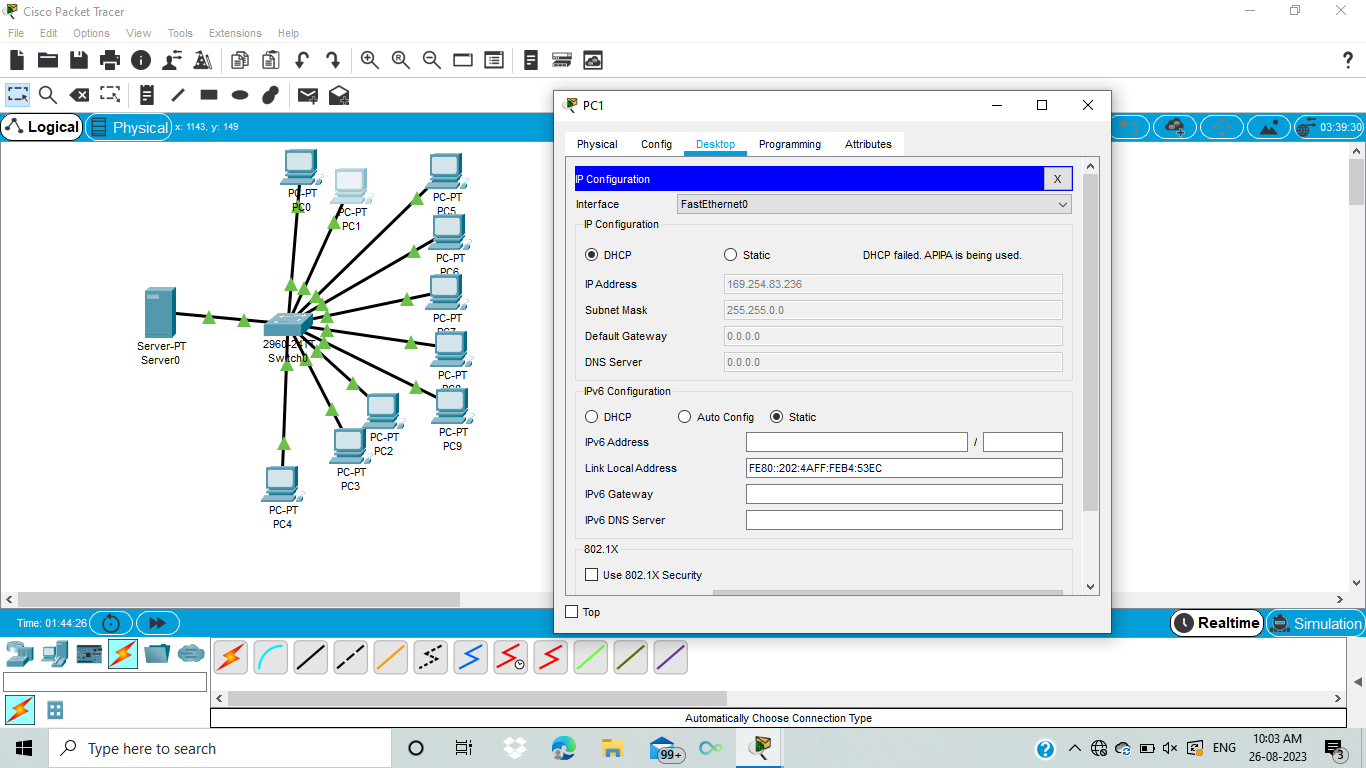 Cisco Packet Tracer
File Edit Options View Tools Extensions Help
?
Logical
Physical
x: 1143, y: 149
03:39:30
PC-PT
PC0
PC-PT
PC1
PC-PT
PC5
PC-PT
PC6
PC-PT
PC7
PC-PT
PC8
PC-PT
PC9
Server-PT
Server0
2960-24TT
Switch0
PC-PT
PC2
PC-PT
PC3
PC-PT
PC4
PC1
Physical Config Desktop Programming Attributes
IP Configuration X
Interface FastEthernet0
IP Configuration
DHCP Static DHCP failed. APIPA is being used.
IP Address 169.254.83.236
Subnet Mask 255.255.0.0
Default Gateway 0.0.0.0
DNS Server 0.0.0.0
IPv6 Configuration
DHCP Auto Config Static
IPv6 Address /
Link Local Address FE80::202:4AFF:FEB4:53EC
IPv6 Gateway
IPv6 DNS Server
802.1X
Use 802.1X Security
Top
Time: 01:44:26
Realtime
Simulation
Automatically Choose Connection Type
Type here to search
99+
ENG
10:03 AM
26-08-2023
3